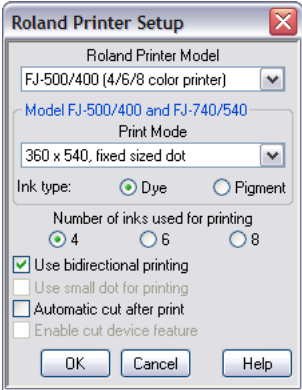 Roland Printer Setup
Roland Printer Model
FJ-500/400 (4/6/8 color printer)
Model FJ-500/400 and FJ-740/540
Print Mode
360 x 540, fixed sized dot
Ink type: Dye Pigment
Number of inks used for printing
4 6 8
Use bidirectional printing
Use small dot for printing
Automatic cut after print
Enable cut device feature
OK Cancel Help